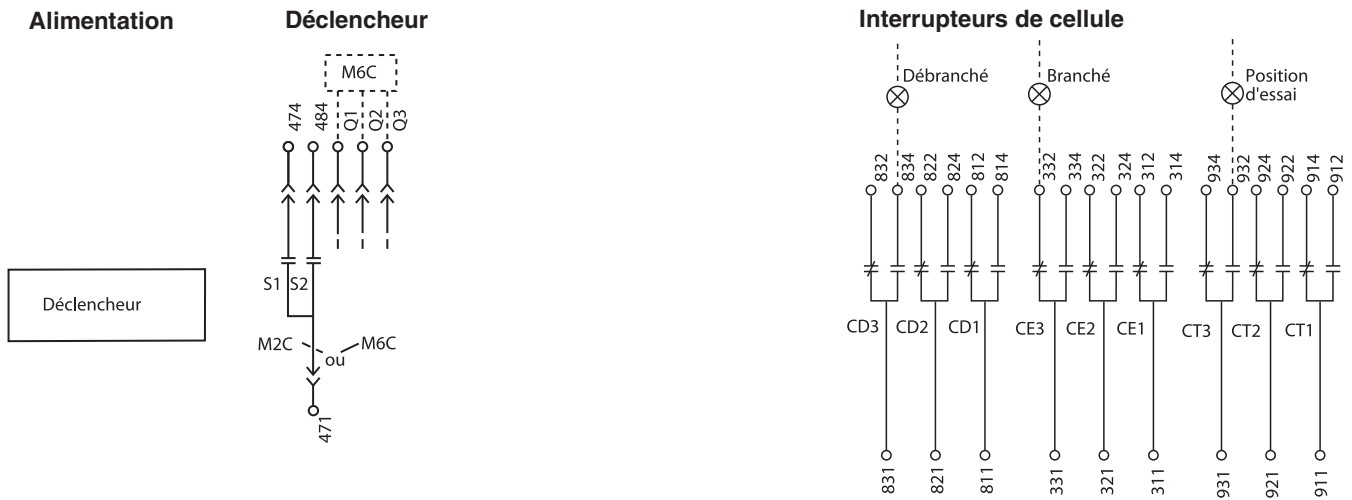 Alimentation
Déclencheur
Interrupteurs de cellule
M6C
Débranché
Branché
Position
d'essai
474
484
Q1
Q2
Q3
832
834
822
824
812
814
332
334
322
324
312
314
934
932
924
922
914
912
S1
S2
Déclencheur
M2C
ou
M6C
CD3
CD2
CD1
CE3
CE2
CE1
CT3
CT2
CT1
471
831
821
811
331
321
311
931
921
911